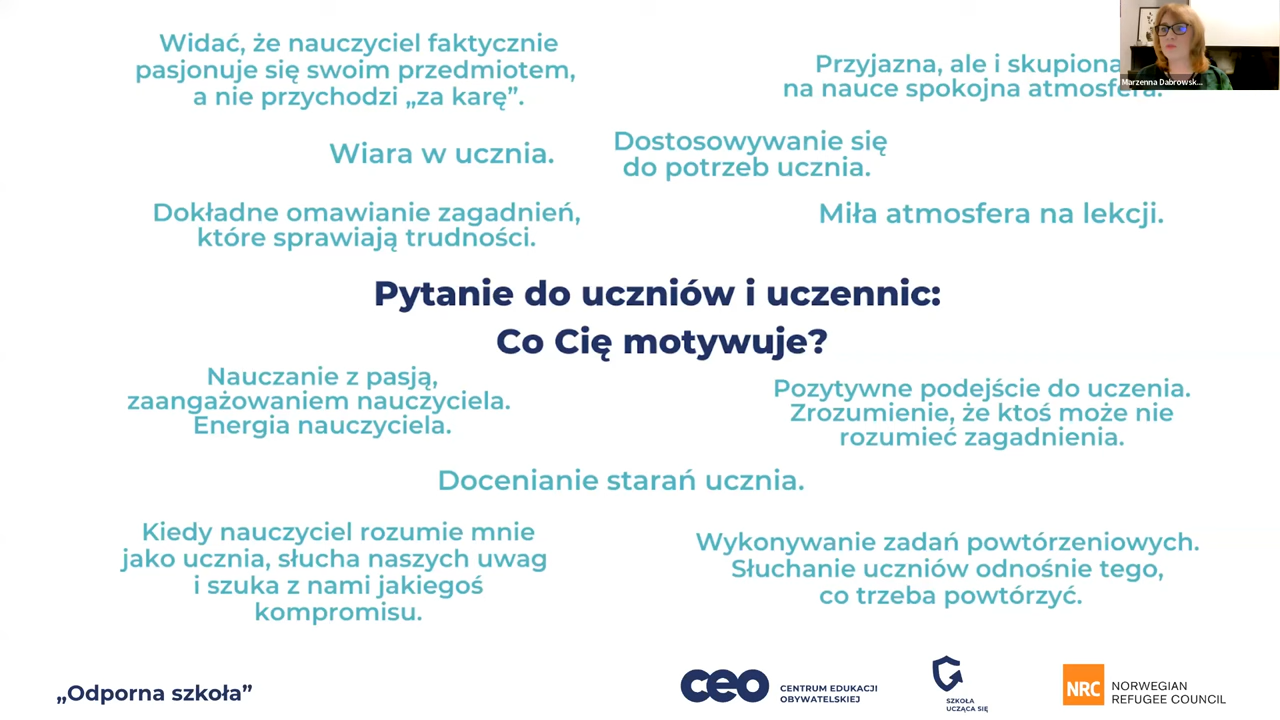 Widać, że nauczyciel faktycznie
pasjonuje się swoim przedmiotem,
a nie przychodzi „za karę”.
Przyjazna, ale i skupiona
na nauce spokojna atmosfera.
Marzenna Dabrowsk...
Wiara w ucznia.
Dostosowywanie się
do potrzeb ucznia.
Dokładne omawianie zagadnień,
które sprawiają trudności.
Miła atmosfera na lekcji.
Pytanie do uczniów i uczennic:
Co Cię motywuje?
Nauczanie z pasją,
zaangażowaniem nauczyciela.
Energia nauczyciela.
Pozytywne podejście do uczenia.
Zrozumienie, że ktoś może nie
rozumieć zagadnienia.
Docenianie starań ucznia.
Kiedy nauczyciel rozumie mnie
jako ucznia, słucha naszych uwag
i szuka z nami jakiegoś
kompromisu.
Wykonywanie zadań powtórzeniowych.
Słuchanie uczniów odnośnie tego,
co trzeba powtórzyć.
„Odporna szkoła”
ceo
CENTRUM EDUKACJI
OBYWATELSKIEJ
SZKOŁA
UCZĄCA SIĘ
NRC
NORWEGIAN
REFUGEE COUNCIL